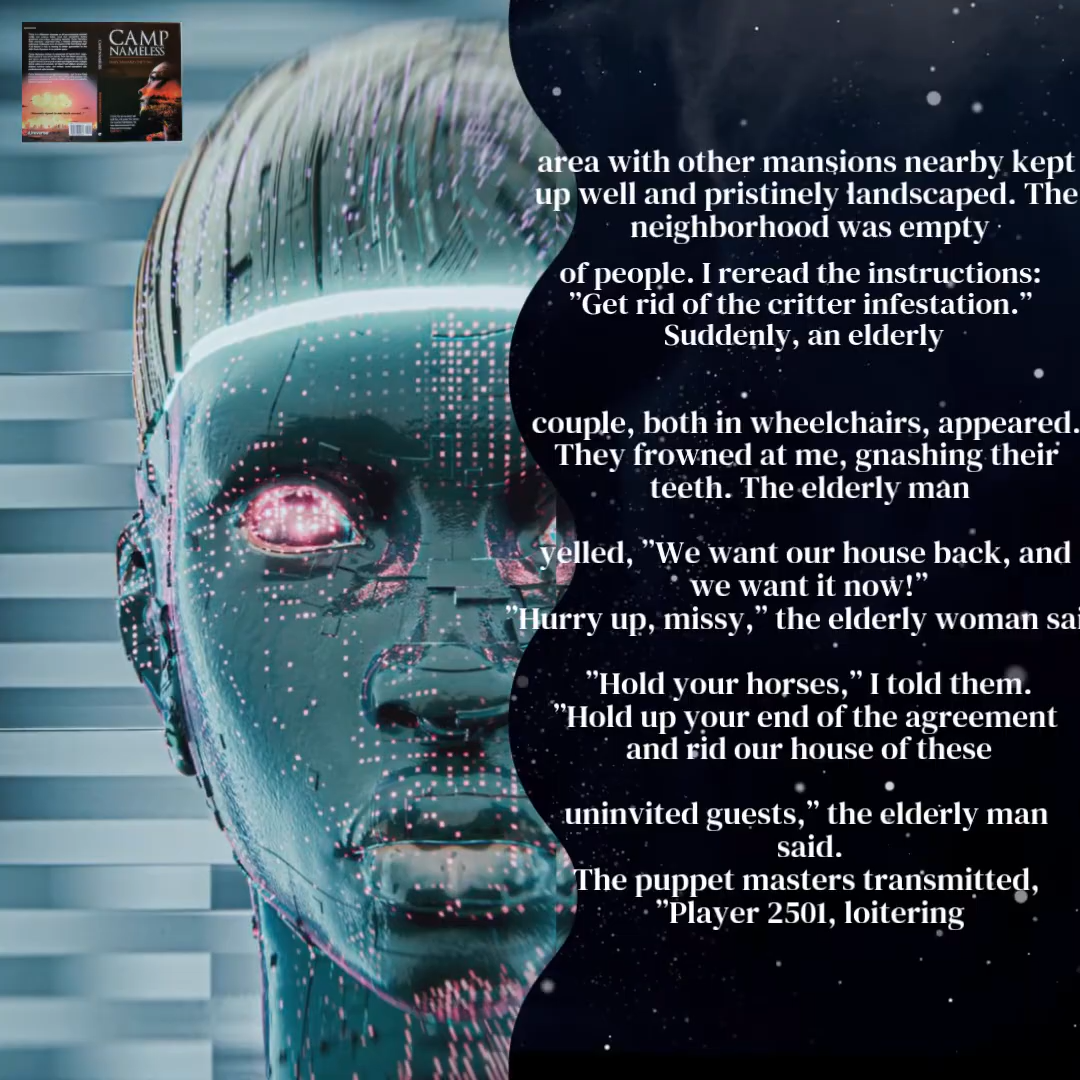 CAMP
NAMELESS
area with other mansions nearby kept
up well and pristinely landscaped. The
neighborhood was empty
of people. I reread the instructions:
”Get rid of the critter infestation.”
Suddenly, an elderly
couple, both in wheelchairs, appeared.
They frowned at me, gnashing their
teeth. The elderly man
yelled, ”We want our house back, and
we want it now!”
”Hurry up, missy,” the elderly woman sai
”Hold your horses,” I told them.
”Hold up your end of the agreement
and rid our house of these
uninvited guests,” the elderly man
said.
The puppet masters transmitted,
”Player 2501, loitering